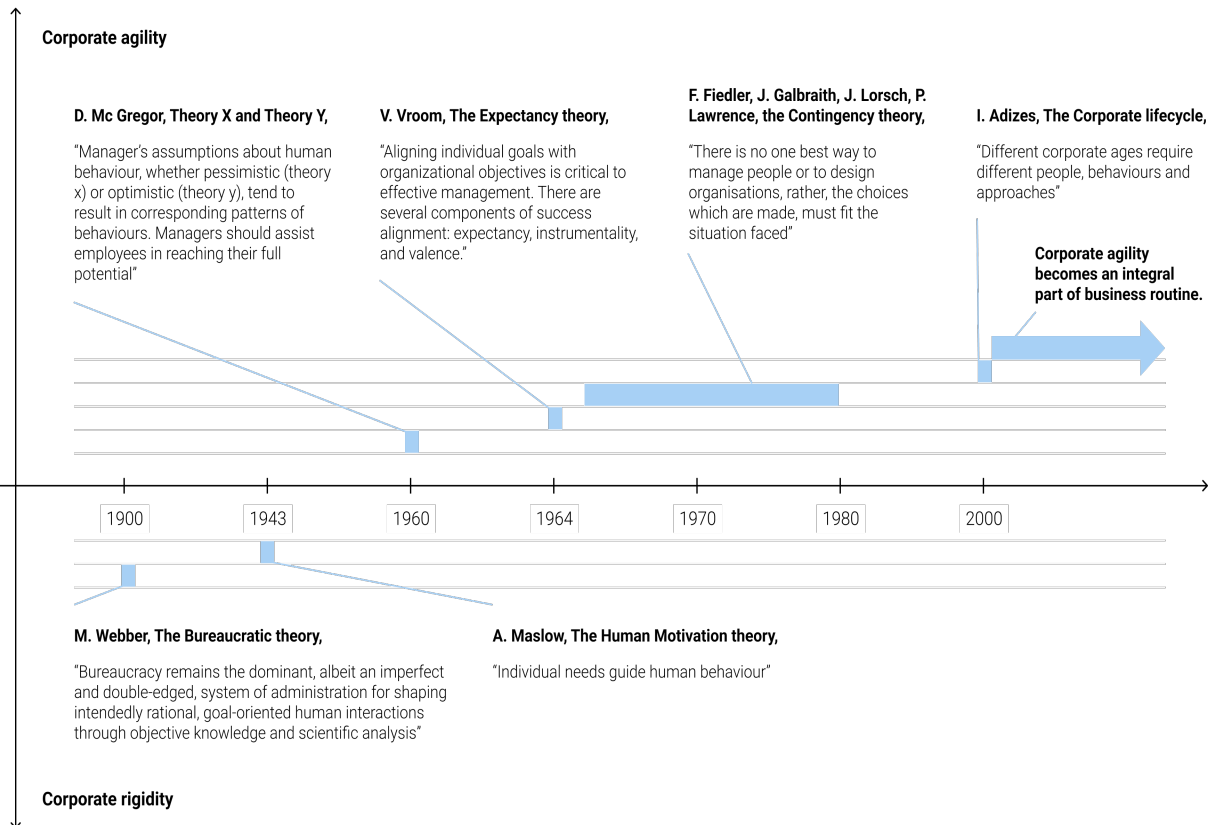 Corporate agility
D. Mc Gregor, Theory X and Theory Y,
“Manager’s assumptions about human
behaviour, whether pessimistic (theory
x) or optimistic (theory y), tend to
result in corresponding patterns of
behaviours. Managers should assist
employees in reaching their full
potential”
V. Vroom, The Expectancy theory,
“Aligning individual goals with
organizational objectives is critical to
effective management. There are
several components of success
alignment: expectancy, instrumentality,
and valence.”
F. Fiedler, J. Galbraith, J. Lorsch, P.
Lawrence, the Contingency theory,
“There is no one best way to
manage people or to design
organisations, rather, the choices
which are made, must fit the
situation faced”
I. Adizes, The Corporate lifecycle,
“Different corporate ages require
different people, behaviours and
approaches”
Corporate agility
becomes an integral
part of business routine.
1900
1943
1960
1964
1970
1980
2000
M. Webber, The Bureaucratic theory,
“Bureaucracy remains the dominant, albeit an imperfect
and double-edged, system of administration for shaping
intendedly rational, goal-oriented human interactions
through objective knowledge and scientific analysis”
A. Maslow, The Human Motivation theory,
“Individual needs guide human behaviour”
Corporate rigidity